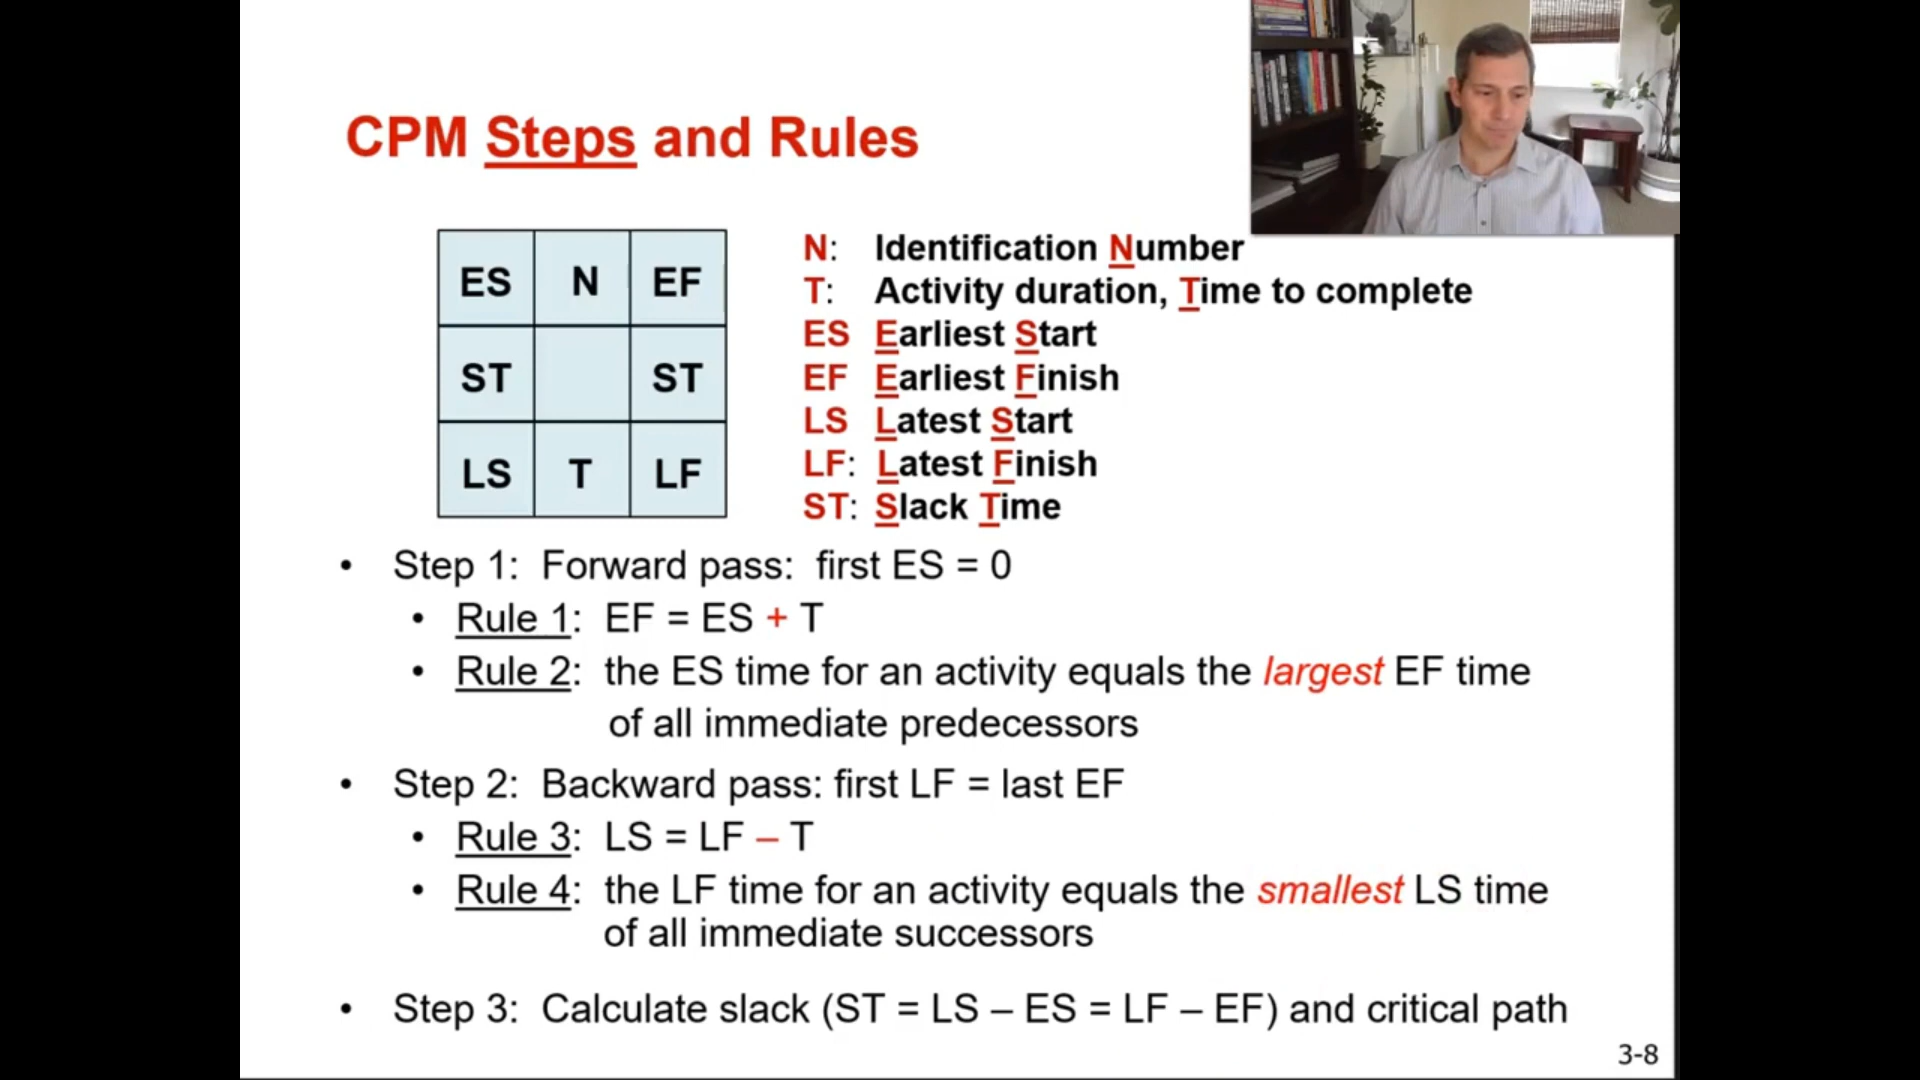 CPM Steps and Rules
ES N EF
ST ST
LS T LF
N: Identification Number
T: Activity duration, Time to complete
ES Earliest Start
EF Earliest Finish
LS Latest Start
LF: Latest Finish
ST: Slack Time
• Step 1: Forward pass: first ES = 0
• Rule 1: EF = ES + T
• Rule 2: the ES time for an activity equals the largest EF time
of all immediate predecessors
• Step 2: Backward pass: first LF = last EF
• Rule 3: LS = LF – T
• Rule 4: the LF time for an activity equals the smallest LS time
of all immediate successors
• Step 3: Calculate slack (ST = LS – ES = LF – EF) and critical path
3-8